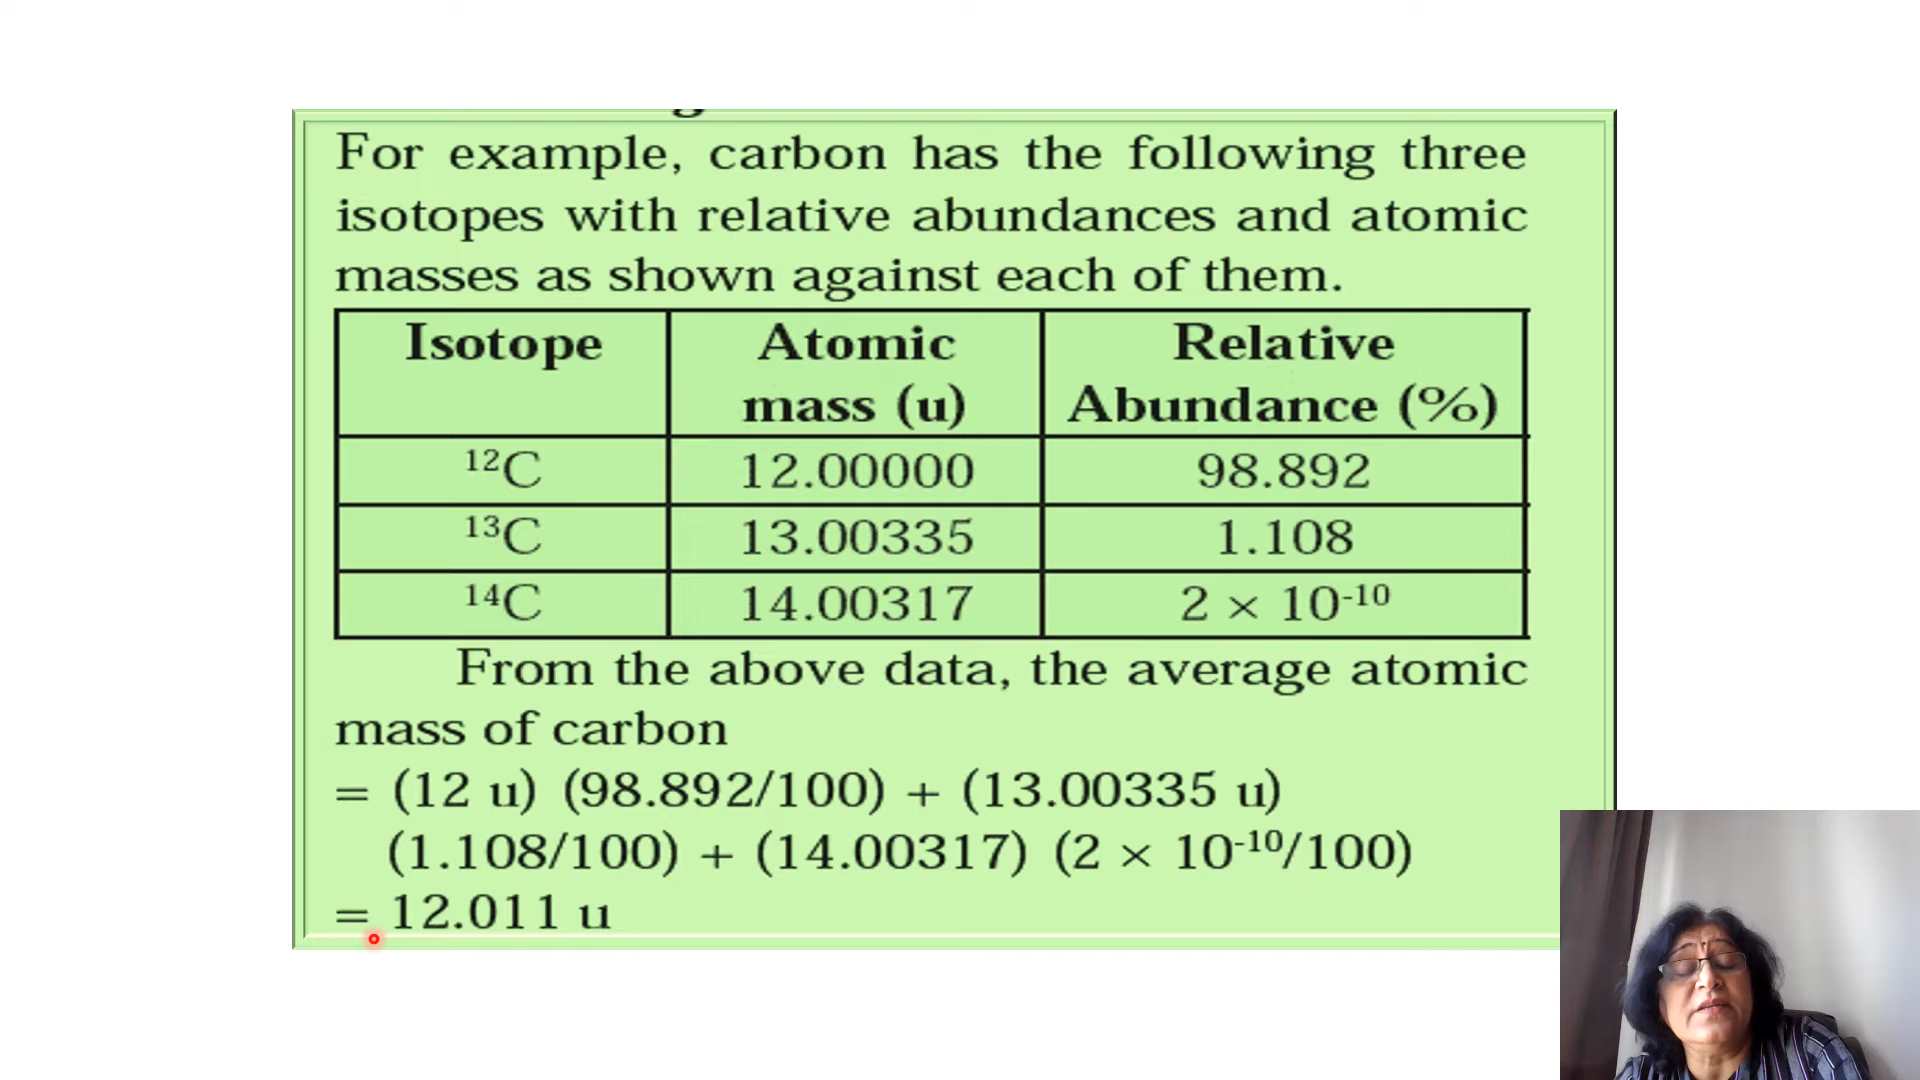 For example, carbon has the following three
isotopes with relative abundances and atomic
masses as shown against each of them.
Isotope Atomic mass (u) Relative Abundance (%)
¹²C 12.00000 98.892
¹³C 13.00335 1.108
¹⁴C 14.00317 2 × 10⁻¹⁰
From the above data, the average atomic
mass of carbon
= (12 u) (98.892/100) + (13.00335 u)
(1.108/100) + (14.00317) (2 × 10⁻¹⁰/100)
= 12.011 u